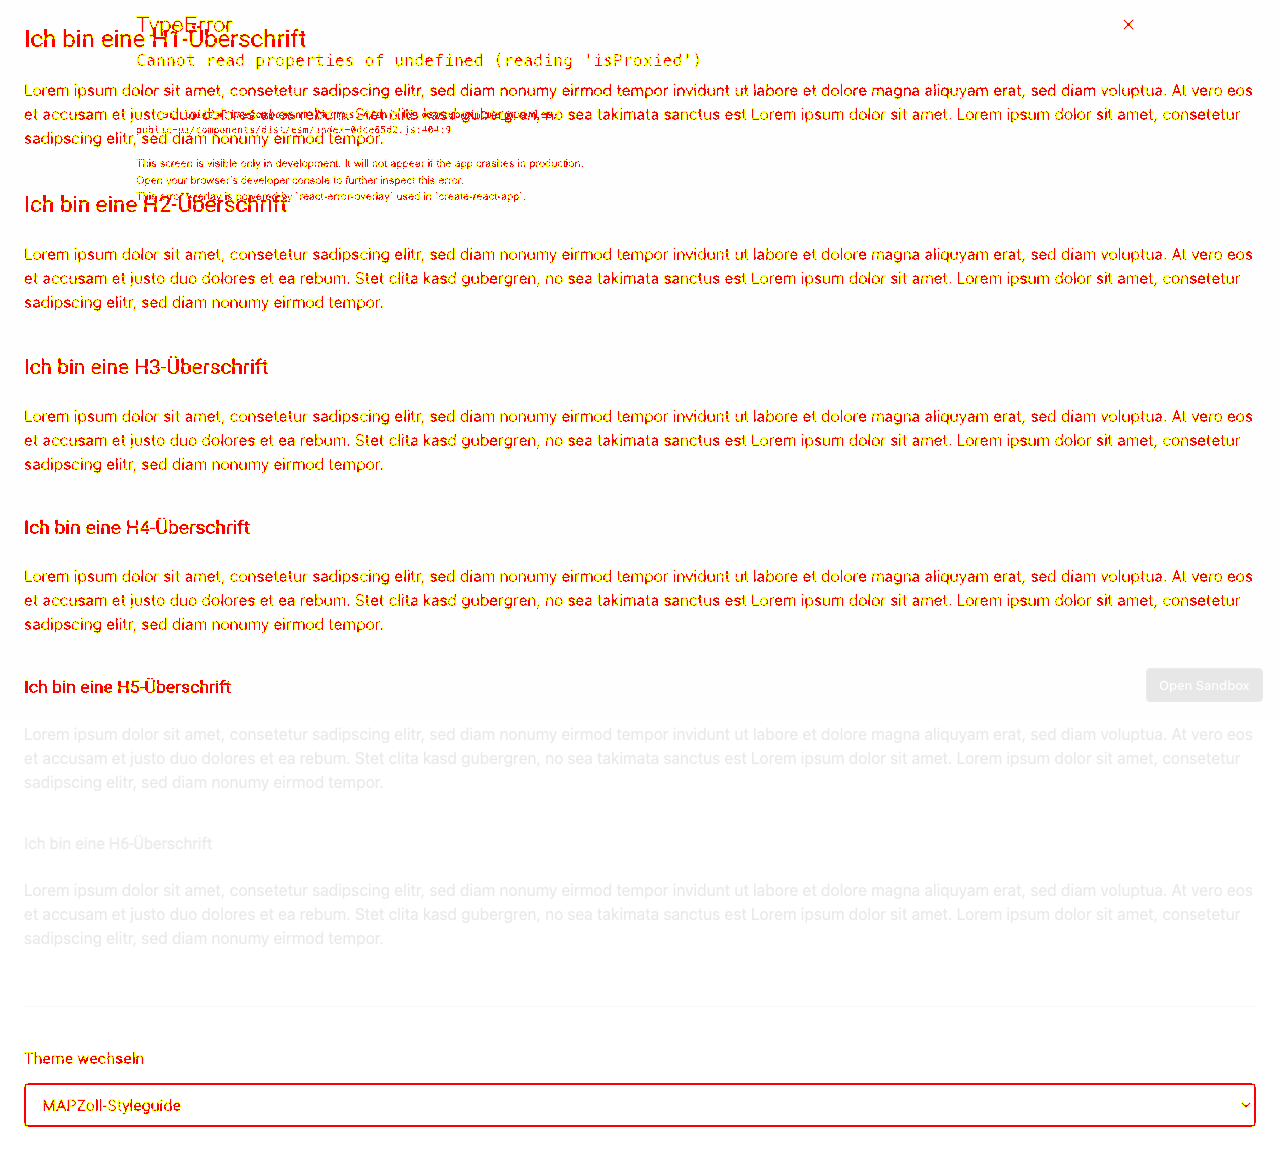 TypeError
Ich bin eine H1-Überschrift
Cannot read properties of undefined (reading 'isProxied')
Lorem ipsum dolor sit amet, consetetur sadipscing elitr, sed diam nonumy eirmod tempor invidunt ut labore et dolore magna aliquyam erat, sed diam voluptua. At vero eos
et accusam et justo duo dolores et ea rebum. Stet clita kasd gubergren, no sea
sadipscing elitr, sed diam nonumy eirmod tempor.
public-ui/components/dist/esm/index-0dce65d2.js:404:9
This screen is visible only in development. It will not appear if the app crashes in production.
Open your browser's developer console to further inspect this error.
This error overlay is powered by `react-error-overlay` used in `create-react-app`.
Ich bin eine H2-Überschrift
Lorem ipsum dolor sit amet, consetetur sadipscing elitr, sed diam nonumy eirmod tempor invidunt ut labore et dolore magna aliquyam erat, sed diam voluptua. At vero eos
et accusam et justo duo dolores et ea rebum. Stet clita kasd gubergren, no sea takimata sanctus est Lorem ipsum dolor sit amet. Lorem ipsum dolor sit amet, consetetur
sadipscing elitr, sed diam nonumy eirmod tempor.
Ich bin eine H3-Überschrift
Lorem ipsum dolor sit amet, consetetur sadipscing elitr, sed diam nonumy eirmod tempor invidunt ut labore et dolore magna aliquyam erat, sed diam voluptua. At vero eos
et accusam et justo duo dolores et ea rebum. Stet clita kasd gubergren, no sea takimata sanctus est Lorem ipsum dolor sit amet. Lorem ipsum dolor sit amet, consetetur
sadipscing elitr, sed diam nonumy eirmod tempor.
Ich bin eine H4-Überschrift
Lorem ipsum dolor sit amet, consetetur sadipscing elitr, sed diam nonumy eirmod tempor invidunt ut labore et dolore magna aliquyam erat, sed diam voluptua. At vero eos
et accusam et justo duo dolores et ea rebum. Stet clita kasd gubergren, no sea takimata sanctus est Lorem ipsum dolor sit amet. Lorem ipsum dolor sit amet, consetetur
sadipscing elitr, sed diam nonumy eirmod tempor.
Ich bin eine H5-Überschrift
Open Sandbox
Lorem ipsum dolor sit amet, consetetur sadipscing elitr, sed diam nonumy eirmod tempor invidunt ut labore et dolore magna aliquyam erat, sed diam voluptua. At vero eos
et accusam et justo duo dolores et ea rebum. Stet clita kasd gubergren, no sea takimata sanctus est Lorem ipsum dolor sit amet. Lorem ipsum dolor sit amet, consetetur
sadipscing elitr, sed diam nonumy eirmod tempor.
Ich bin eine H6-Überschrift
Lorem ipsum dolor sit amet, consetetur sadipscing elitr, sed diam nonumy eirmod tempor invidunt ut labore et dolore magna aliquyam erat, sed diam voluptua. At vero eos
et accusam et justo duo dolores et ea rebum. Stet clita kasd gubergren, no sea takimata sanctus est Lorem ipsum dolor sit amet. Lorem ipsum dolor sit amet, consetetur
sadipscing elitr, sed diam nonumy eirmod tempor.
Theme wechseln
MAPZoll-Styleguide